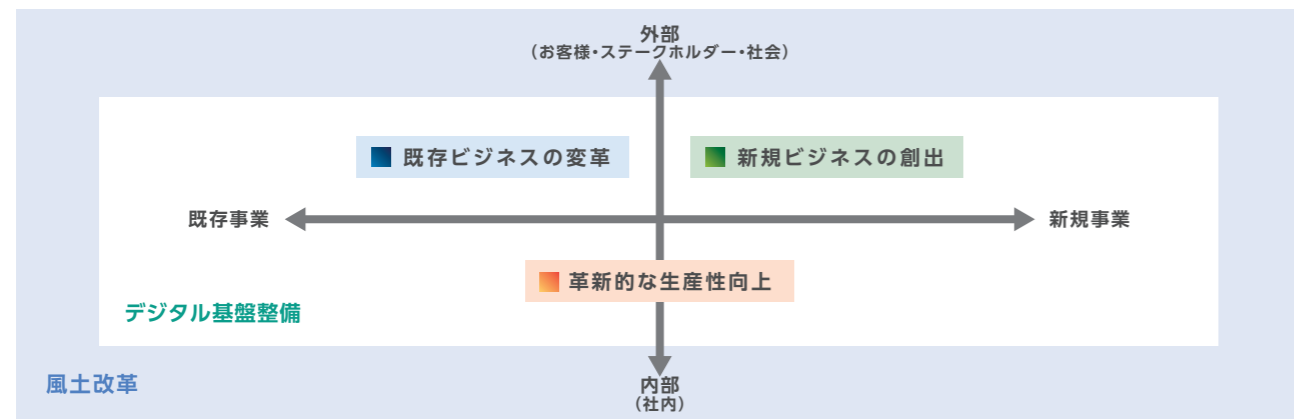 外部
（お客様・ステークホルダー・社会）
既存ビジネスの変革
新規ビジネスの創出
既存事業
新規事業
革新的な生産性向上
デジタル基盤整備
風土改革
内部
（社内）